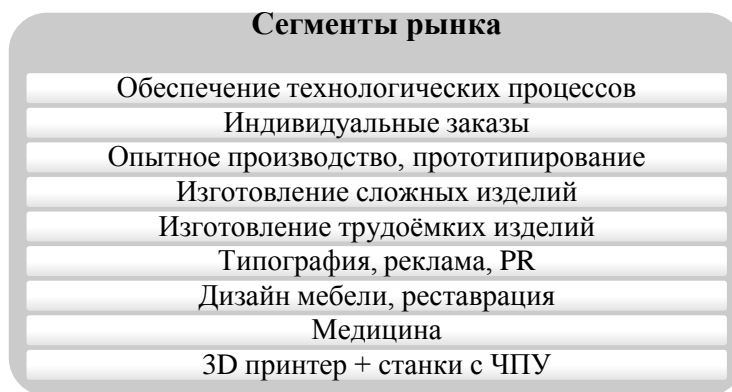 Сегменты рынка
Обеспечение технологических процессов
Индивидуальные заказы
Опытное производство, прототипирование
Изготовление сложных изделий
Изготовление трудоёмких изделий
Типография, реклама, PR
Дизайн мебели, реставрация
Медицина
3D принтер + станки с ЧПУ